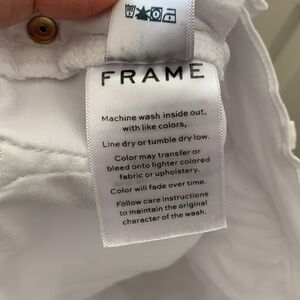 FRAME
Machine wash inside out,
with like colors,
Line dry or tumble dry low.
Color may transfer or
bleed onto lighter colored
fabric or upholstery.
Color will fade over time.
Follow care instructions
to maintain the original
character of the wash.